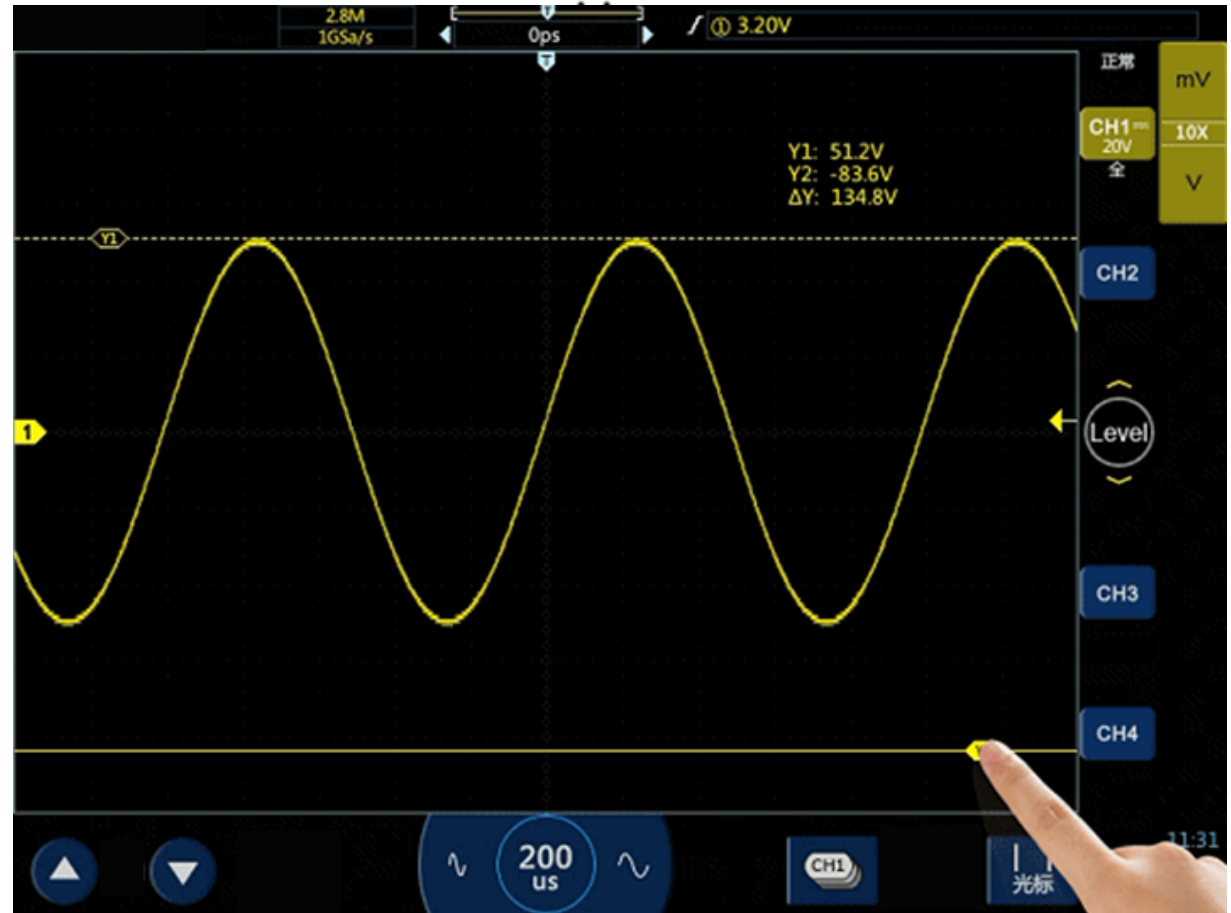 2.8M
1GSa/s
T
0ps
① 3.20V
T
正常
mV
CH1
20V
全
10X
V
Y1: 51.2V
Y2: -83.6V
ΔY: 134.8V
Y1
CH2
1
Level
CH3
CH4
200
us
CH1
光标
11:31